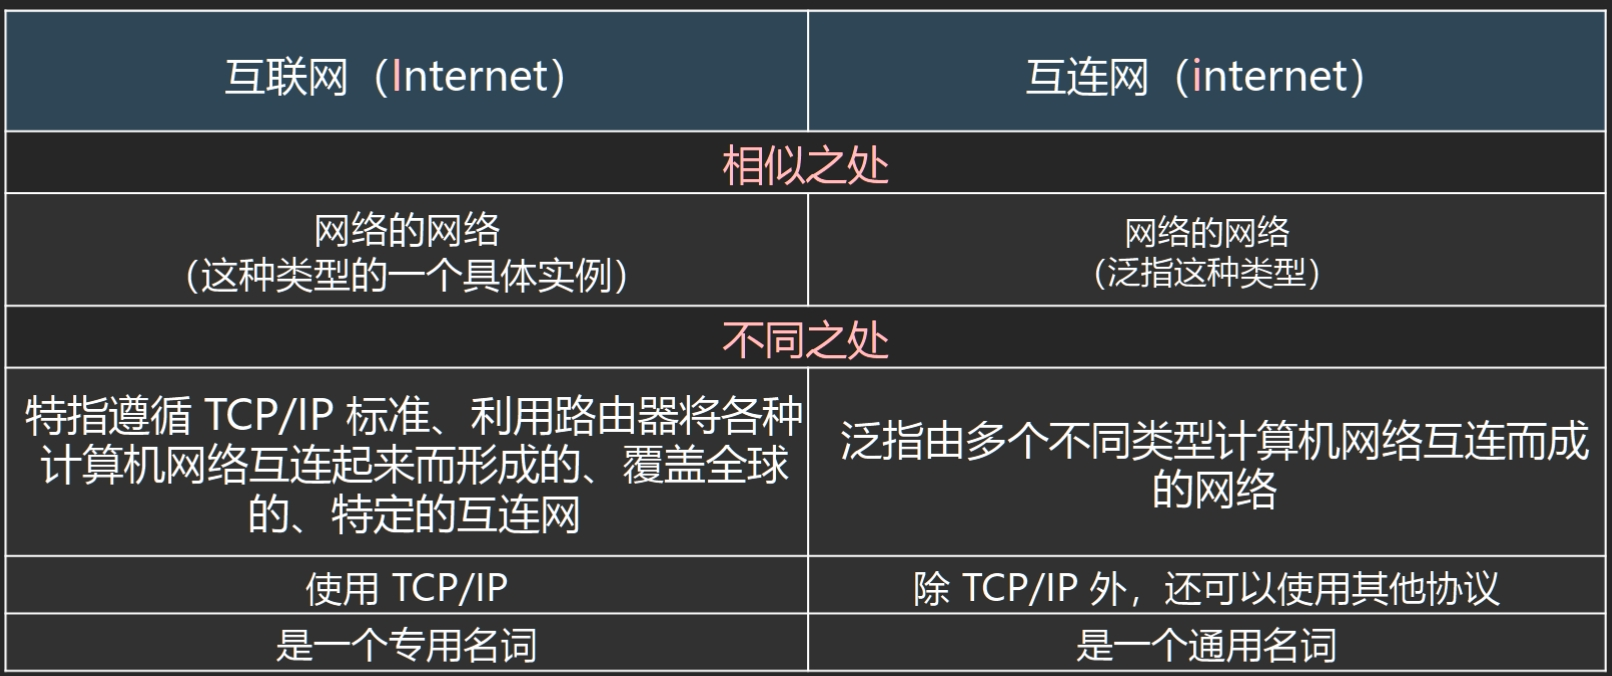 互联网（Internet）
互连网（internet）
相似之处
网络的网络
（这种类型的一个具体实例）
网络的网络
（泛指这种类型）
不同之处
特指遵循 TCP/IP 标准、利用路由器将各种
计算机网络互连起来而形成的、覆盖全球
的、特定的互连网
泛指由多个不同类型计算机网络互连而成
的网络
使用 TCP/IP
除 TCP/IP 外，还可以使用其他协议
是一个专用名词
是一个通用名词